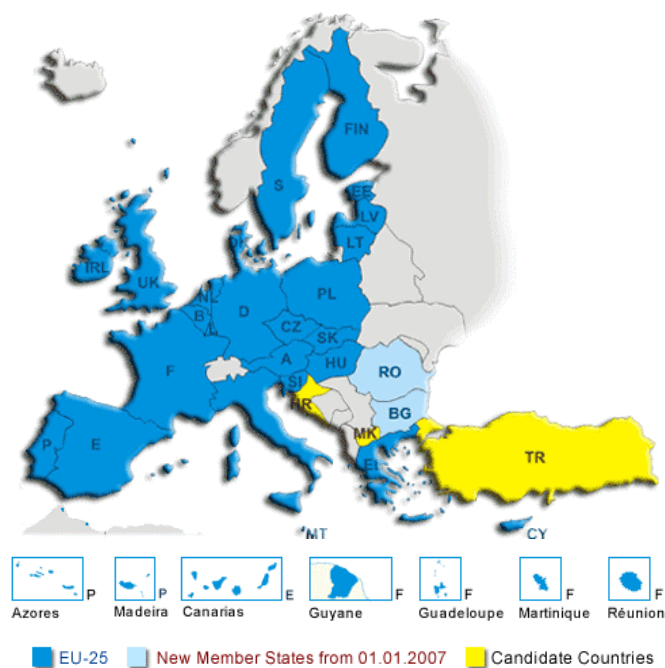 FIN
S
EE
LV
DK
LT
IRL
UK
NL
D
PL
B
L
CZ
SK
A
HU
F
SI
RO
HR
BG
P
E
MK
EL
TR
MT
CY
P
P
E
F
F
F
F
Azores
Madeira
Canarias
Guyane
Guadeloupe
Martinique
Réunion
EU-25
New Member States from 01.01.2007
Candidate Countries